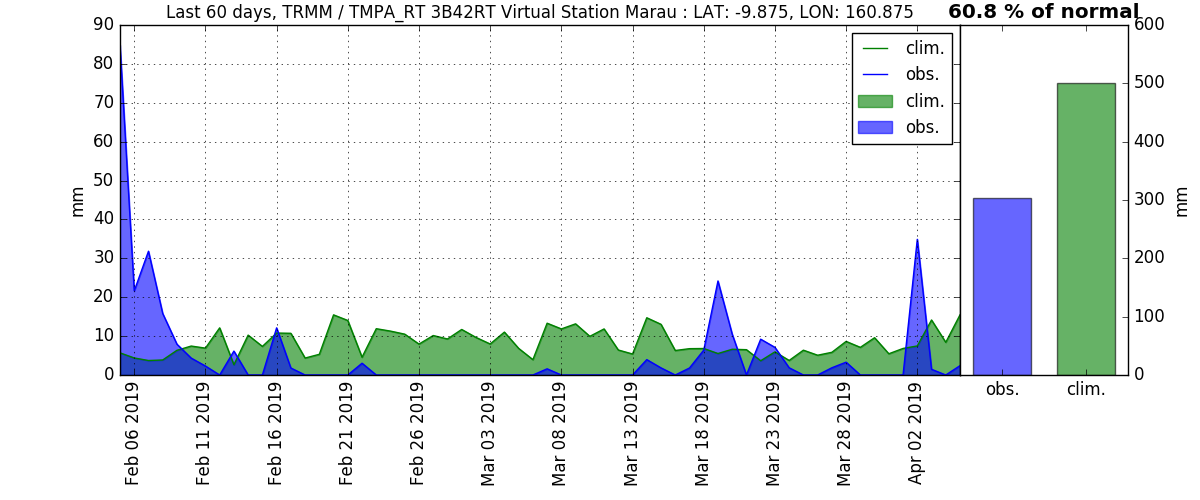 Last 60 days, TRMM / TMPA_RT 3B42RT Virtual Station Marau : LAT: -9.875, LON: 160.875
60.8 % of normal
90
80
70
60
50
40
30
20
10
0
mm
clim.
obs.
clim.
obs.
Feb 06 2019
Feb 11 2019
Feb 16 2019
Feb 21 2019
Feb 26 2019
Mar 03 2019
Mar 08 2019
Mar 13 2019
Mar 18 2019
Mar 23 2019
Mar 28 2019
Apr 02 2019
600
500
400
300
200
100
0
mm
obs.
clim.